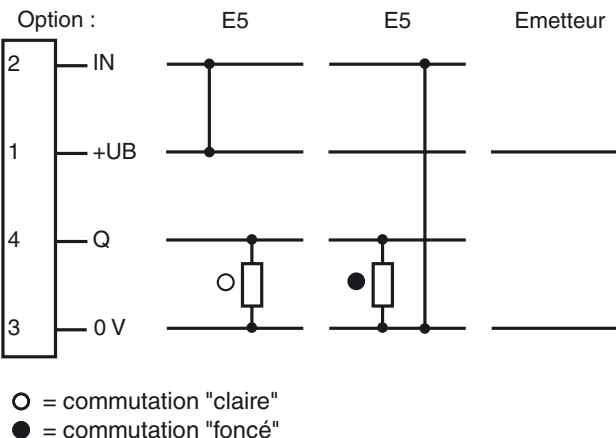 Option :
E5
E5
Emetteur
2
IN
1
+UB
4
Q
3
0 V
= commutation "claire"
= commutation "foncé"